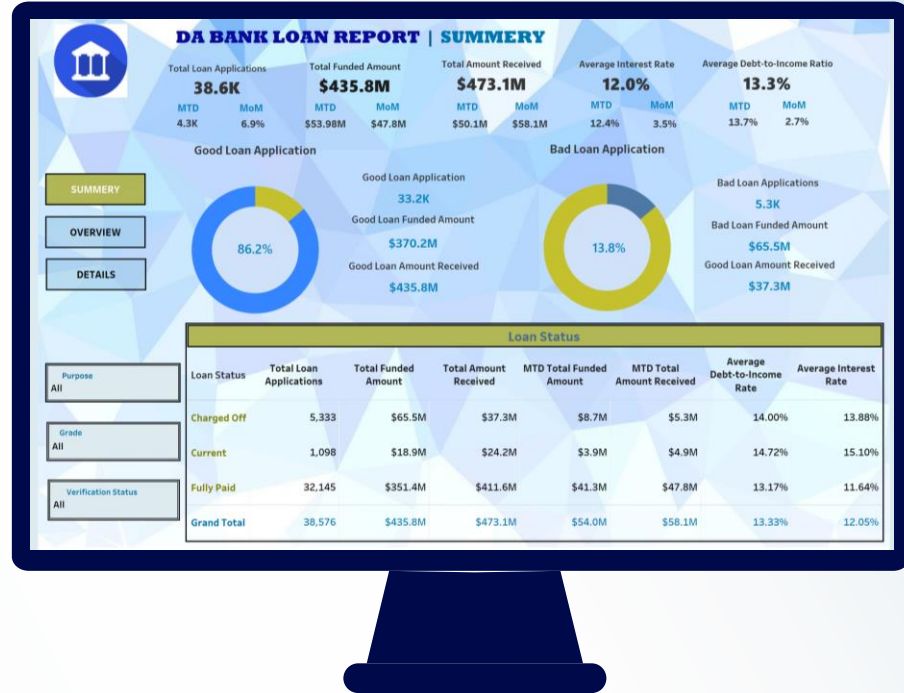 DA BANK LOAN REPORT | SUMMERY
Total Loan Applications
38.6K
MTD MoM
4.3K 6.9%
Total Funded Amount
$435.8M
MTD MoM
$53.98M $47.8M
Total Amount Received
$473.1M
MTD MoM
$50.1M $58.1M
Average Interest Rate
12.0%
MTD MoM
12.4% 3.5%
Average Debt-to-Income Ratio
13.3%
MTD MoM
13.7% 2.7%
SUMMERY
OVERVIEW
DETAILS
Good Loan Application
86.2%
Good Loan Application
33.2K
Good Loan Funded Amount
$370.2M
Good Loan Amount Received
$435.8M
Bad Loan Application
13.8%
Bad Loan Applications
5.3K
Bad Loan Funded Amount
$65.5M
Good Loan Amount Received
$37.3M
Purpose
All
Grade
All
Verification Status
All
Loan Status
Loan Status Total Loan Applications Total Funded Amount Total Amount Received MTD Total Funded Amount MTD Total Amount Received Average Debt-to-Income Rate Average Interest Rate
Charged Off 5,333 $65.5M $37.3M $8.7M $5.3M 14.00% 13.88%
Current 1,098 $18.9M $24.2M $3.9M $4.9M 14.72% 15.10%
Fully Paid 32,145 $351.4M $411.6M $41.3M $47.8M 13.17% 11.64%
Grand Total 38,576 $435.8M $473.1M $54.0M $58.1M 13.33% 12.05%